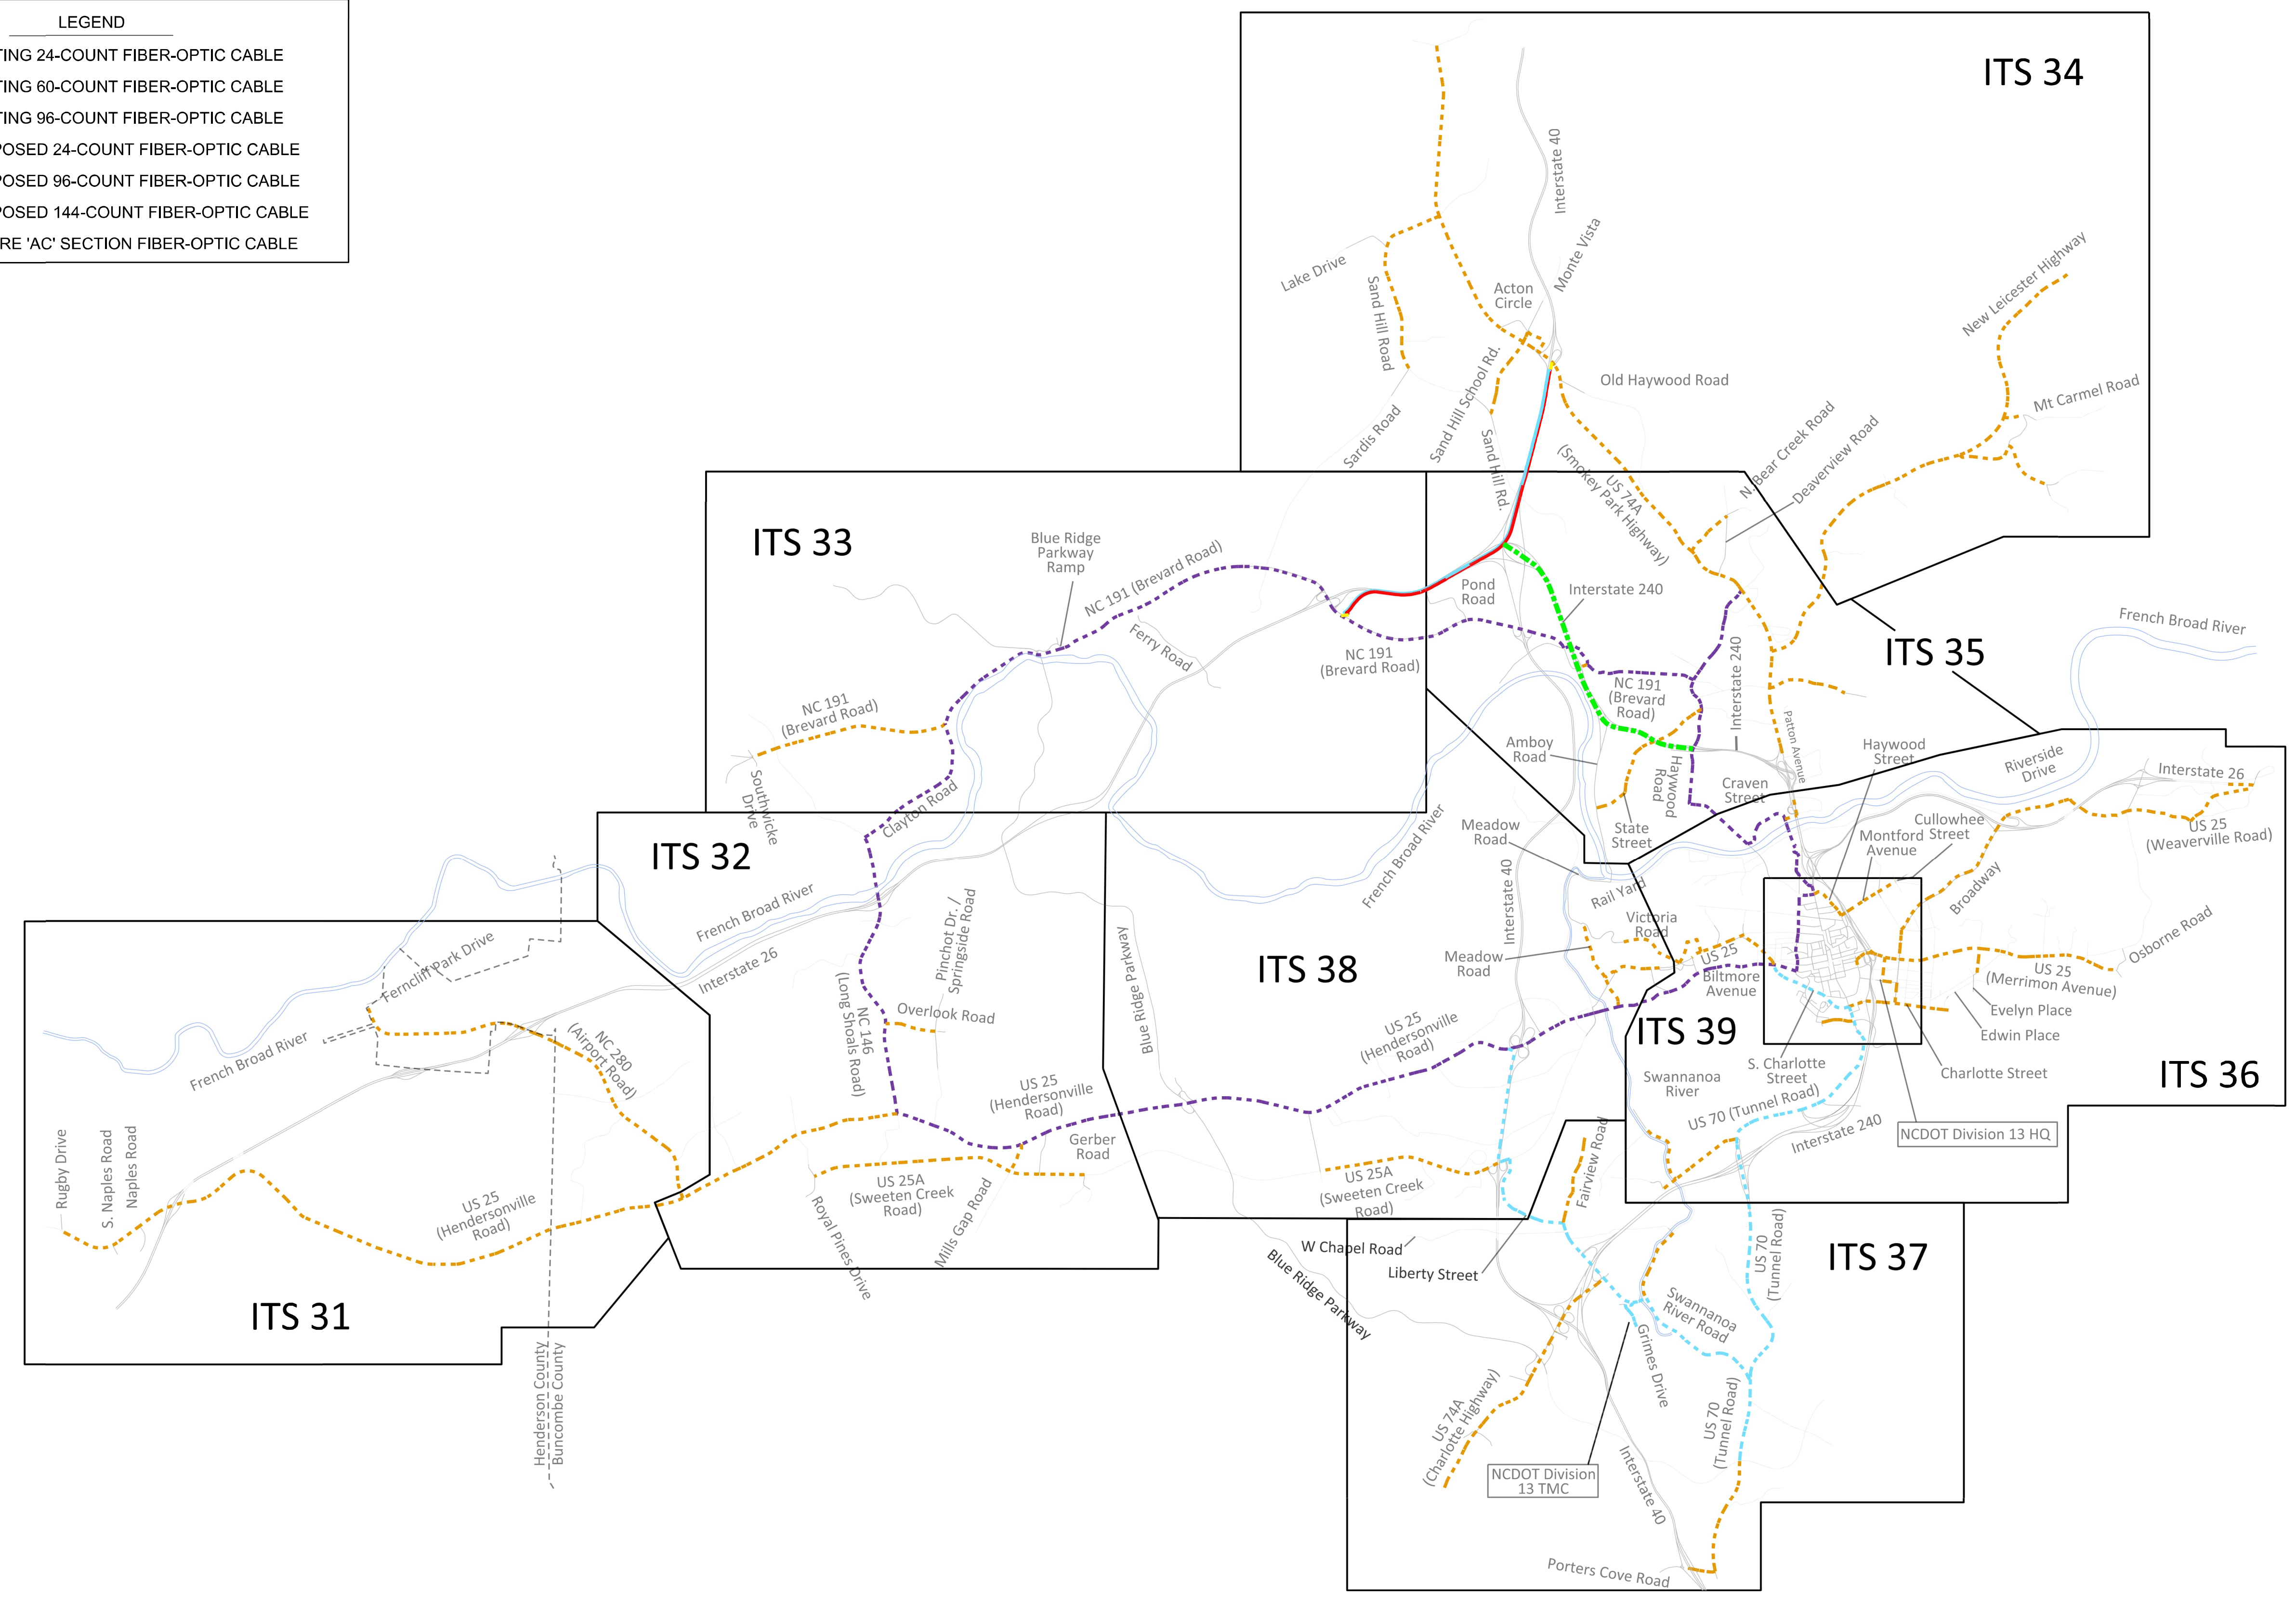 LEGEND
TING 24-COUNT FIBER-OPTIC CABLE
TING 60-COUNT FIBER-OPTIC CABLE
TING 96-COUNT FIBER-OPTIC CABLE
POSED 24-COUNT FIBER-OPTIC CABLE
POSED 96-COUNT FIBER-OPTIC CABLE
POSED 144-COUNT FIBER-OPTIC CABLE
RE 'AC' SECTION FIBER-OPTIC CABLE
ITS 34
Interstate 40
Monte Vista
Lake Drive
Sand Hill Road
Acton
Circle
New Leicester Highway
Sand Hill School Rd.
Old Haywood Road
Mt Carmel Road
Sardis Road
Sand Hill Rd.
US 74A
(Smokey Park Highway)
N. Bear Creek Road
Deaverview Road
ITS 33
Blue Ridge
Parkway
Ramp
NC 191 (Brevard Road)
Ferry Road
Pond
Road
Interstate 240
NC 191
(Brevard Road)
NC 191
(Brevard
Road)
Interstate 240
ITS 35
French Broad River
NC 191
(Brevard Road)
Southwicke
Drive
Clayton Road
Amboy
Road
Haywood
Road
State
Street
Patton Avenue
Craven
Street
Haywood
Street
Riverside
Drive
Interstate 26
US 25
(Weaverville Road)
Cullowhee
Street
Montford
Avenue
Broadway
ITS 32
French Broad River
Interstate 26
Pinchot Dr. /
Springside Road
NC 146
(Long Shoals Road)
Overlook Road
US 25
(Hendersonville
Road)
Gerber
Road
US 25A
(Sweeten Creek
Road)
Royal Pines Drive
Mills Gap Road
ITS 38
French Broad River
Meadow
Road
Interstate 40
Rail Yard
Victoria
Road
Meadow
Road
Blue Ridge Parkway
US 25
(Hendersonville
Road)
US 25A
(Sweeten Creek
Road)
US 25
Biltmore
Avenue
ITS 39
Swannanoa
River
S. Charlotte
Street
US 70 (Tunnel Road)
Interstate 240
US 25
(Merrimon Avenue)
Osborne Road
Evelyn Place
Edwin Place
Charlotte Street
NCDOT Division 13 HQ
ITS 36
Ferncliff Park Drive
French Broad River
NC 280
(Airport Road)
Rugby Drive
S. Naples Road
Naples Road
US 25
(Hendersonville
Road)
ITS 31
Henderson County
Buncombe County
Fairview Road
W Chapel Road
Liberty Street
Blue Ridge Parkway
US 70
(Tunnel Road)
ITS 37
Swannanoa
River Road
Grimes Drive
US 74A
(Charlotte Highway)
US 70
(Tunnel Road)
NCDOT Division
13 TMC
Interstate 40
Porters Cove Road